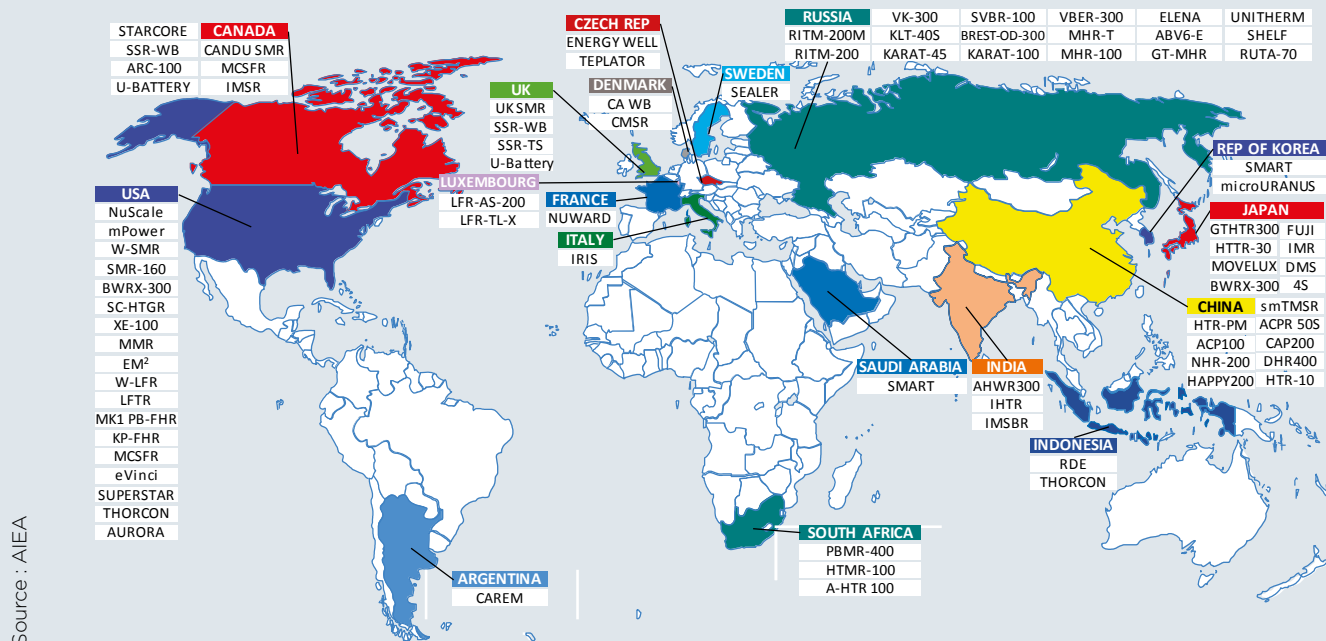 STARCORE CANADA
SSR-WB CANDU SMR
ARC-100 MCSFR
U-BATTERY IMSR
CZECH REP
ENERGY WELL
TEPLATOR
RUSSIA VK-300 SVBR-100 VBER-300 ELENA UNITHERM
RITM-200M KLT-40S BREST-OD-300 MHR-T ABV6-E SHELF
RITM-200 KARAT-45 KARAT-100 MHR-100 GT-MHR RUTA-70
SWEDEN
SEALER
DENMARK
CA WB
CMSR
UK
UK SMR
SSR-WB
SSR-TS
U-Battery
LUXEMBOURG
LFR-AS-200
LFR-TL-X
FRANCE
NUWARD
ITALY
IRIS
REP OF KOREA
SMART
microURANUS
JAPAN
GTHTR300 FUJI
HTTR-30 IMR
MOVELUX DMS
BWRX-300 4S
CHINA smTMSR
HTR-PM ACPR 50S
ACP100 CAP200
NHR-200 DHR400
HAPPY200 HTR-10
USA
NuScale
mPower
W-SMR
SMR-160
BWRX-300
SC-HTGR
XE-100
MMR
EM²
W-LFR
LFTR
MK1 PB-FHR
KP-FHR
MCSFR
eVinci
SUPERSTAR
THORCON
AURORA
SAUDI ARABIA
SMART
INDIA
AHWR300
IHTR
IMSBR
INDONESIA
RDE
THORCON
SOUTH AFRICA
PBMR-400
HTMR-100
A-HTR 100
ARGENTINA
CAREM
Source : AIEA